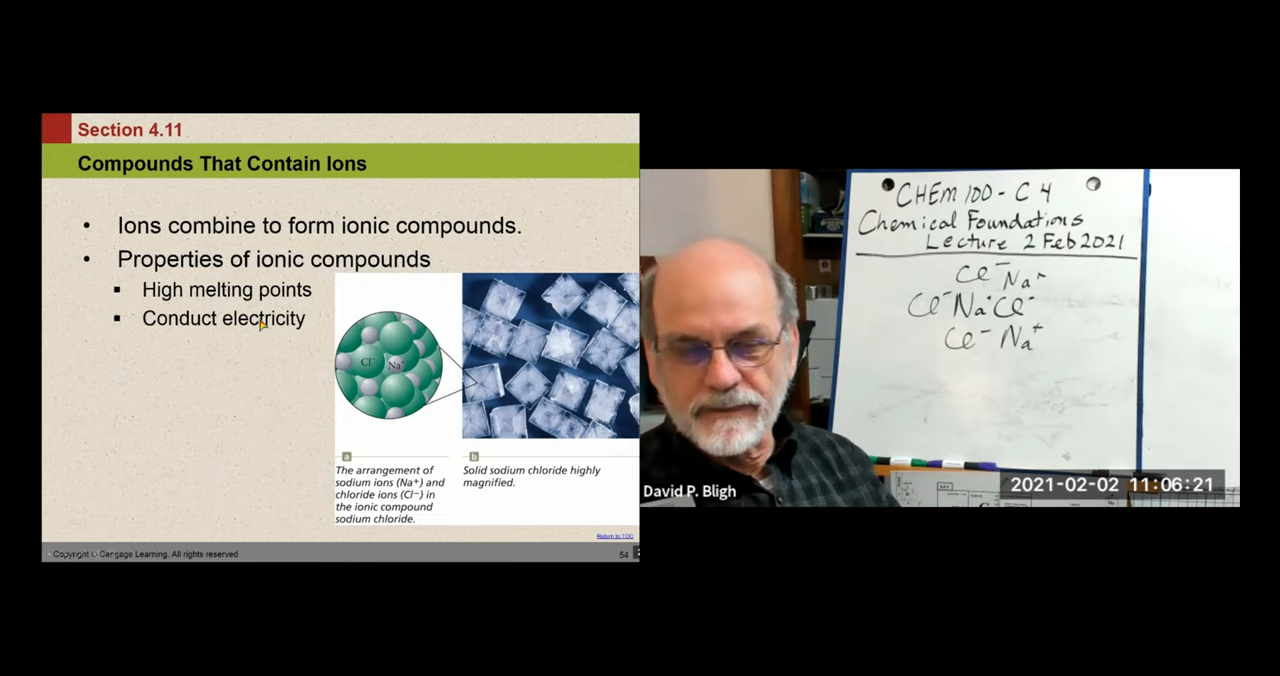 Section 4.11
Compounds That Contain Ions
• Ions combine to form ionic compounds.
• Properties of ionic compounds
▪ High melting points
▪ Conduct electricity
Cl⁻
Na⁺
a
The arrangement of
sodium ions (Na+) and
chloride ions (Cl−) in
the ionic compound
sodium chloride.
b
Solid sodium chloride highly
magnified.
Return to TOC
Copyright © Cengage Learning. All rights reserved
54
CHEM 100 - C 4
Chemical Foundations
Lecture 2 Feb 2021
Cl⁻ Na⁺
Cl⁻ Na⁺ Cl⁻
Cl⁻ Na⁺
David P. Bligh
2021-02-02 11:06:21